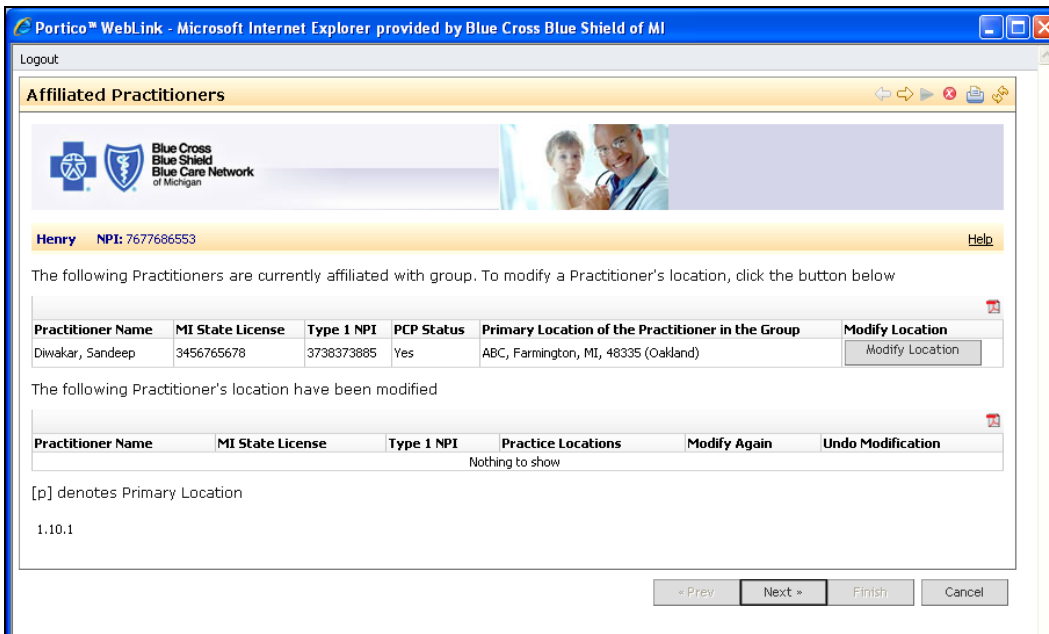 Portico™ WebLink - Microsoft Internet Explorer provided by Blue Cross Blue Shield of MI
Logout
Affiliated Practitioners
Blue Cross
Blue Shield
Blue Care Network
of Michigan
Henry NPI: 7677686553 Help
The following Practitioners are currently affiliated with group. To modify a Practitioner's location, click the button below
Practitioner Name MI State License Type 1 NPI PCP Status Primary Location of the Practitioner in the Group Modify Location
Diwakar, Sandeep 3456765678 3738373885 Yes ABC, Farmington, MI, 48335 (Oakland) Modify Location
The following Practitioner's location have been modified
Practitioner Name MI State License Type 1 NPI Practice Locations Modify Again Undo Modification
Nothing to show
[p] denotes Primary Location
1.10.1
« Prev Next » Finish Cancel